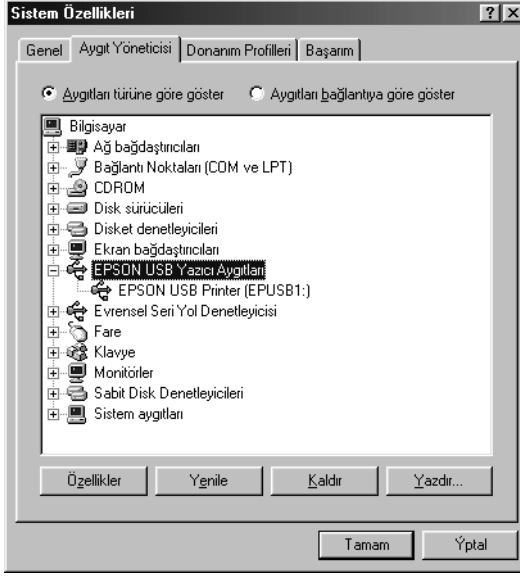 Sistem Özellikleri
Genel Aygıt Yöneticisi Donanım Profilleri Başarım
Aygıtları türüne göre göster Aygıtları bağlantıya göre göster
Bilgisayar
Ağ bağdaştırıcıları
Bağlantı Noktaları (COM ve LPT)
CDROM
Disk sürücüleri
Disket denetleyicileri
Ekran bağdaştırıcıları
EPSON USB Yazıcı Aygıtları
EPSON USB Printer (EPUSB1:)
Evrensel Seri Yol Denetleyicisi
Fare
Klavye
Monitörler
Sabit Disk Denetleyicileri
Sistem aygıtları
Özellikler Yenile Kaldır Yazdır...
Tamam Ýptal